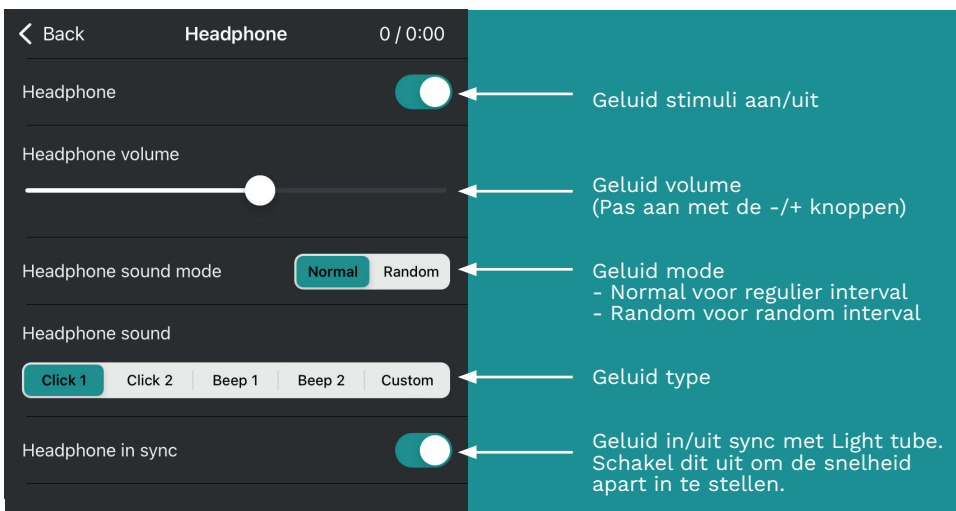 Back Headphone 0 / 0:00
Headphone
Geluid stimuli aan/uit
Headphone volume
Geluid volume
(Pas aan met de -/+ knoppen)
Headphone sound mode Normal Random
Geluid mode
- Normal voor regulier interval
- Random voor random interval
Headphone sound
Click 1 Click 2 Beep 1 Beep 2 Custom
Geluid type
Headphone in sync
Geluid in/uit sync met Light tube.
Schakel dit uit om de snelheid
apart in te stellen.